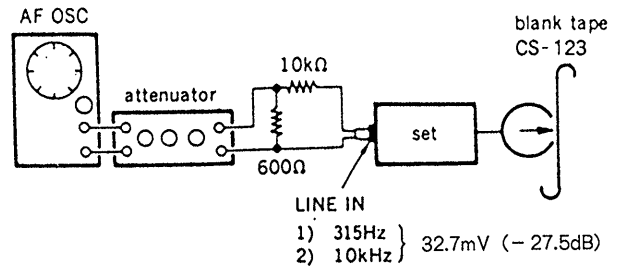 AF OSC
blank tape
CS-123
attenuator
10kΩ
600Ω
set
LINE IN
1) 315Hz
2) 10kHz
32.7mV (-27.5dB)